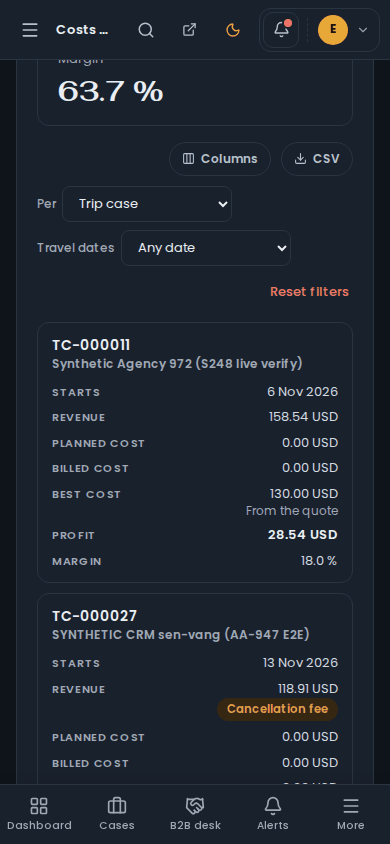 Costs ...
E
Margin
63.7 %
Columns
CSV
Per
Trip case
Travel dates
Any date
Reset filters
TC-000011
Synthetic Agency 972 (S248 live verify)
STARTS
6 Nov 2026
REVENUE
158.54 USD
PLANNED COST
0.00 USD
BILLED COST
0.00 USD
BEST COST
130.00 USD
From the quote
PROFIT
28.54 USD
MARGIN
18.0 %
TC-000027
SYNTHETIC CRM sen-vang (AA-947 E2E)
STARTS
13 Nov 2026
REVENUE
118.91 USD
Cancellation fee
PLANNED COST
0.00 USD
BILLED COST
0.00 USD
Dashboard
Cases
B2B desk
Alerts
More